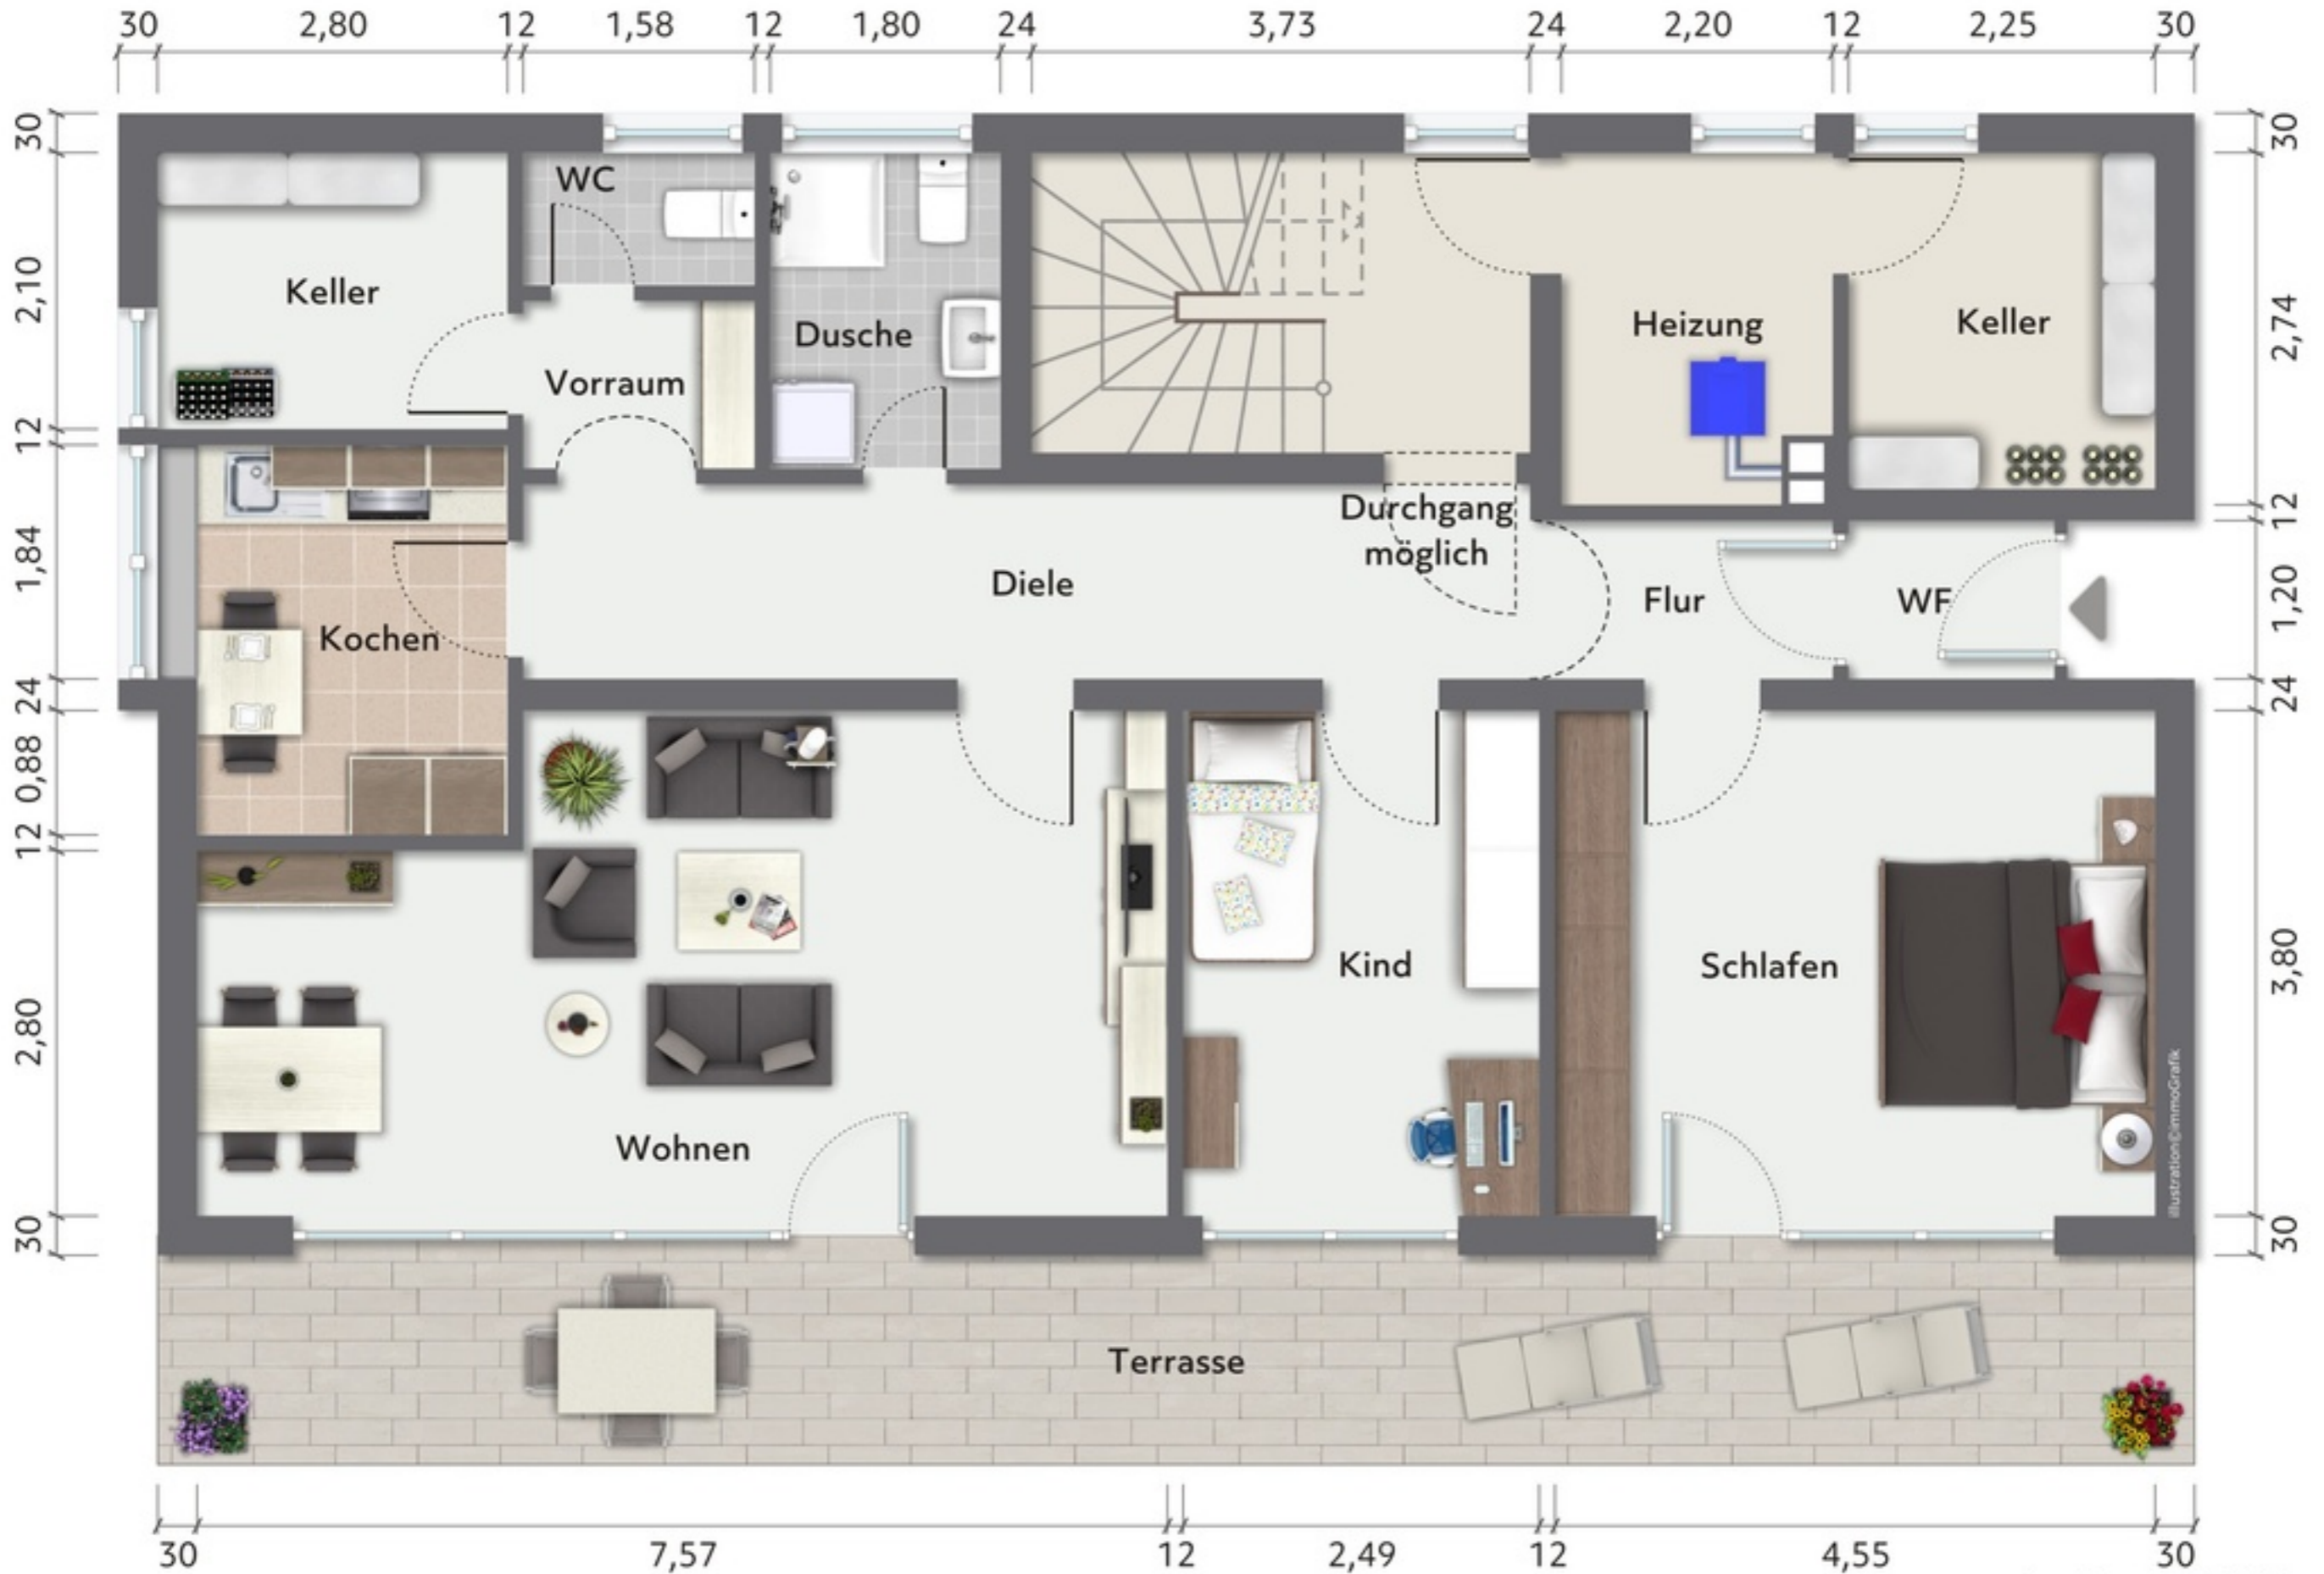 30 2,80 12 1,58 12 1,80 24 3,73 24 2,20 12 2,25 30
30
2,10
12
1,84
24
0,88
12
2,80
30
WC
Keller
Vorraum
Dusche
Heizung
Keller
Durchgang
möglich
Diele
Flur
WF
Kochen
Kind
Schlafen
Wohnen
Terrasse
illustration©immoGrafik
30
2,74
12
1,20
24
3,80
30
30 7,57 12 2,49 12 4,55 30